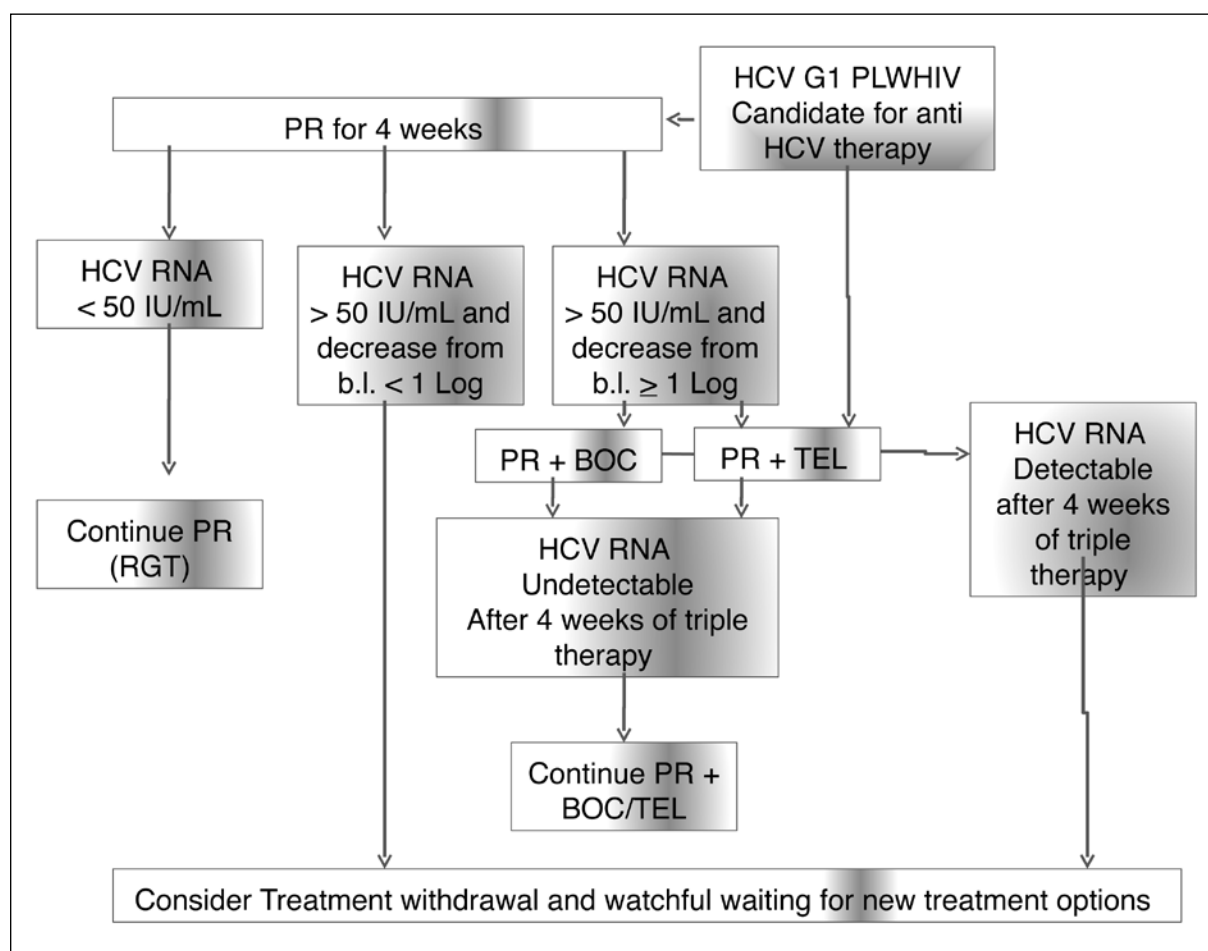 HCV G1 PLWHIV
Candidate for anti
HCV therapy
PR for 4 weeks
HCV RNA
< 50 IU/mL
HCV RNA
> 50 IU/mL and
decrease from
b.l. < 1 Log
HCV RNA
> 50 IU/mL and
decrease from
b.l. ≥ 1 Log
PR + BOC
PR + TEL
HCV RNA
Detectable
after 4 weeks
of triple
therapy
Continue PR
(RGT)
HCV RNA
Undetectable
After 4 weeks of triple
therapy
Continue PR +
BOC/TEL
Consider Treatment withdrawal and watchful waiting for new treatment options